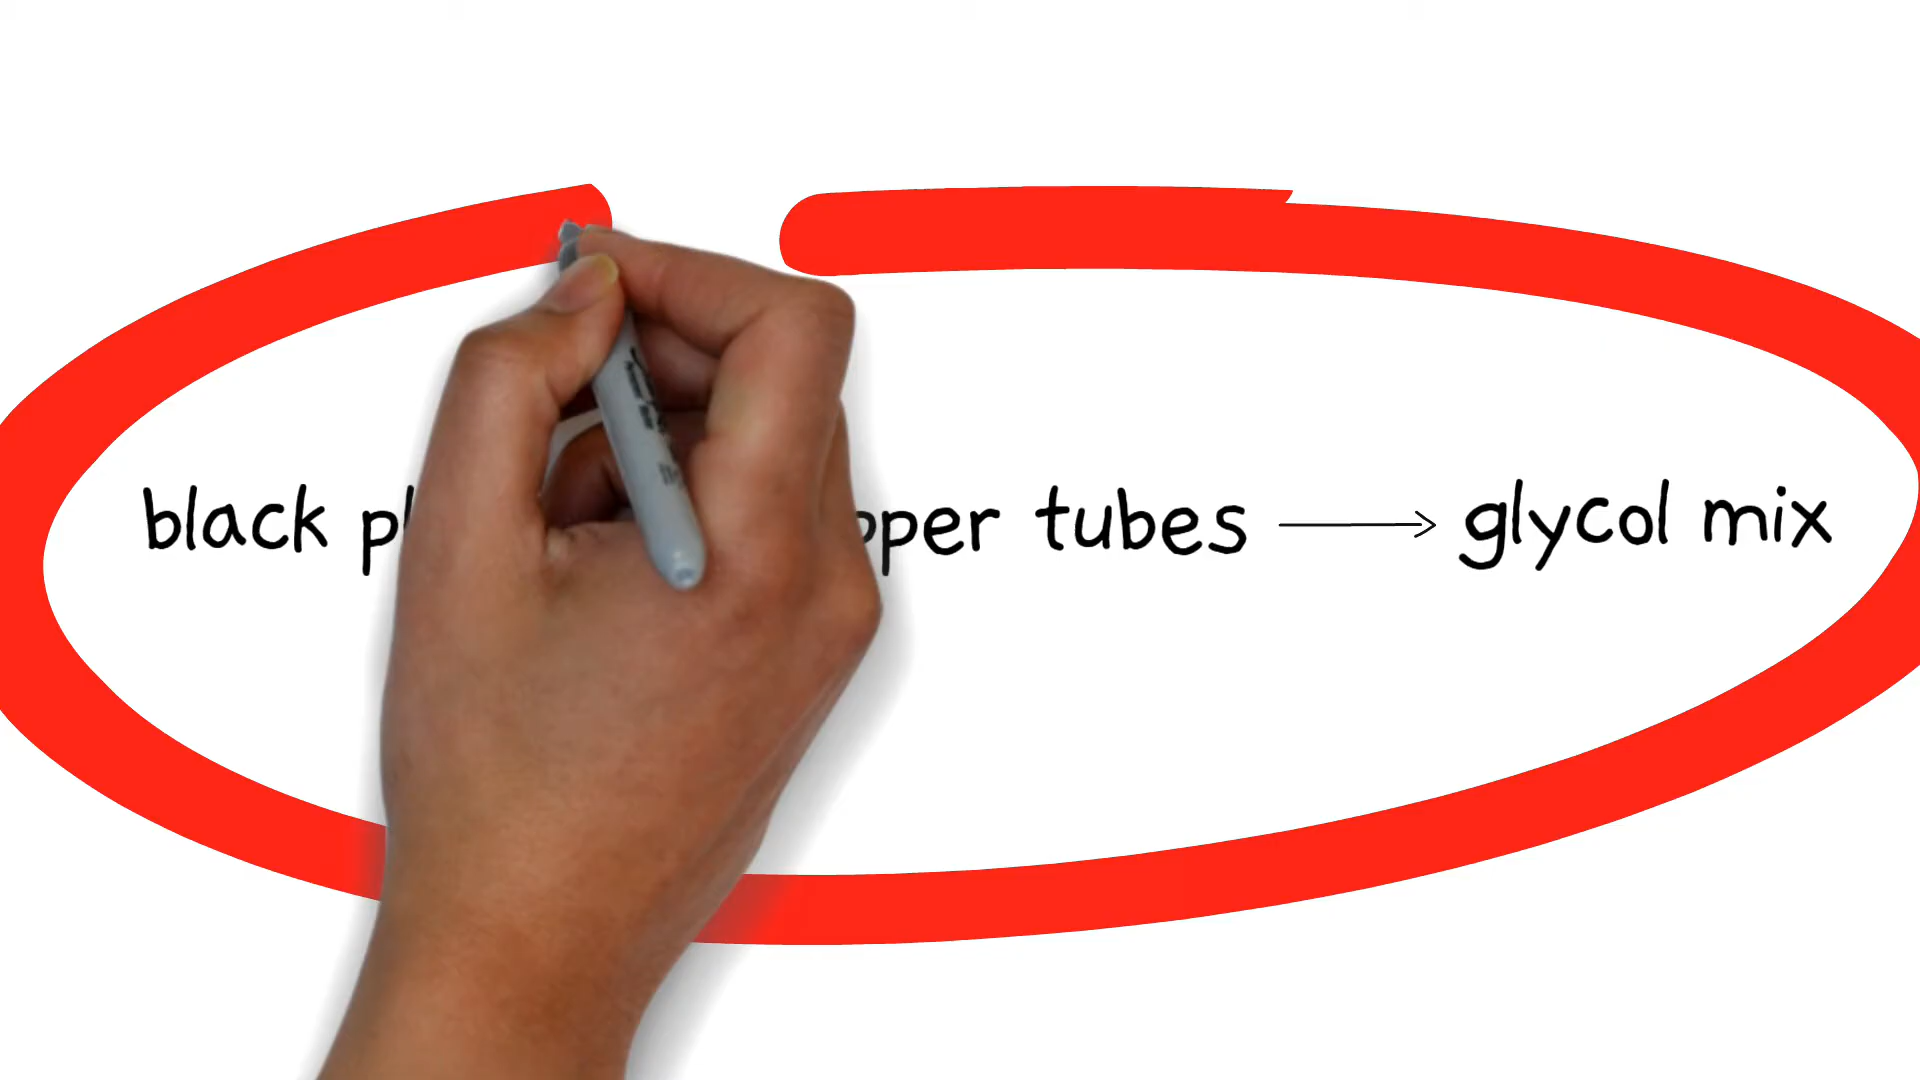 black tubes → glycol mix